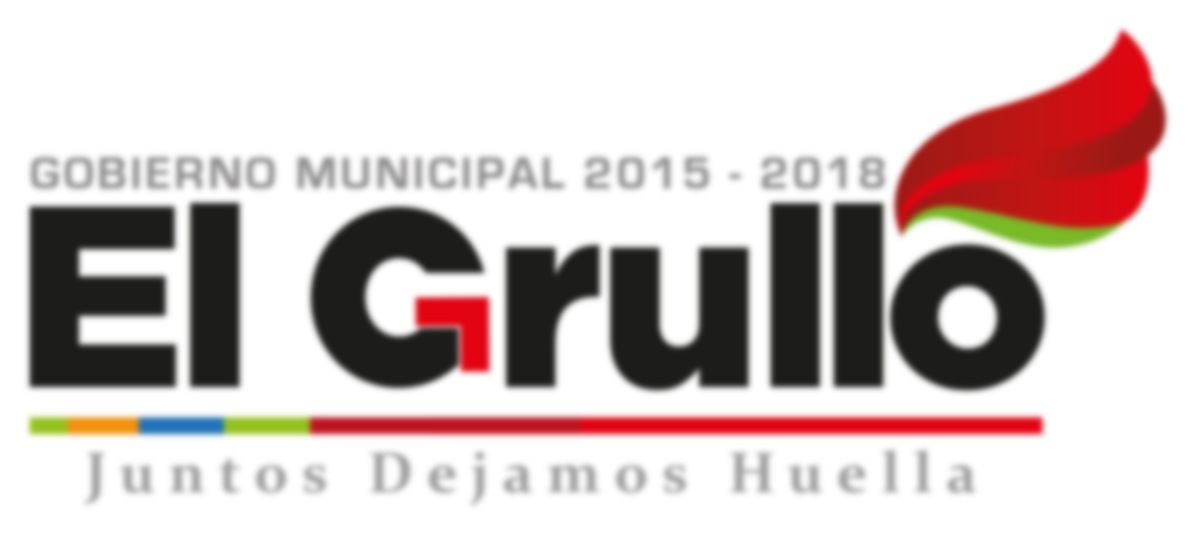 GOBIERNO MUNICIPAL 2015 - 2018
El Grullo
Juntos Dejamos Huella